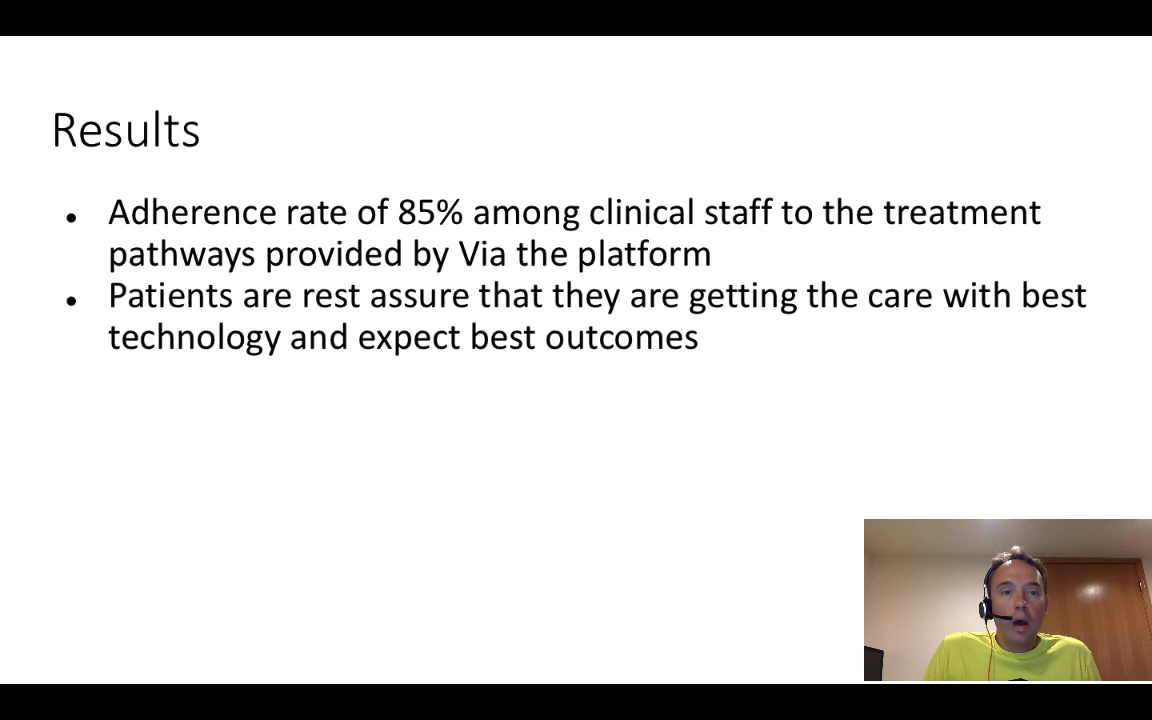 Results
• Adherence rate of 85% among clinical staff to the treatment
pathways provided by Via the platform
• Patients are rest assure that they are getting the care with best
technology and expect best outcomes